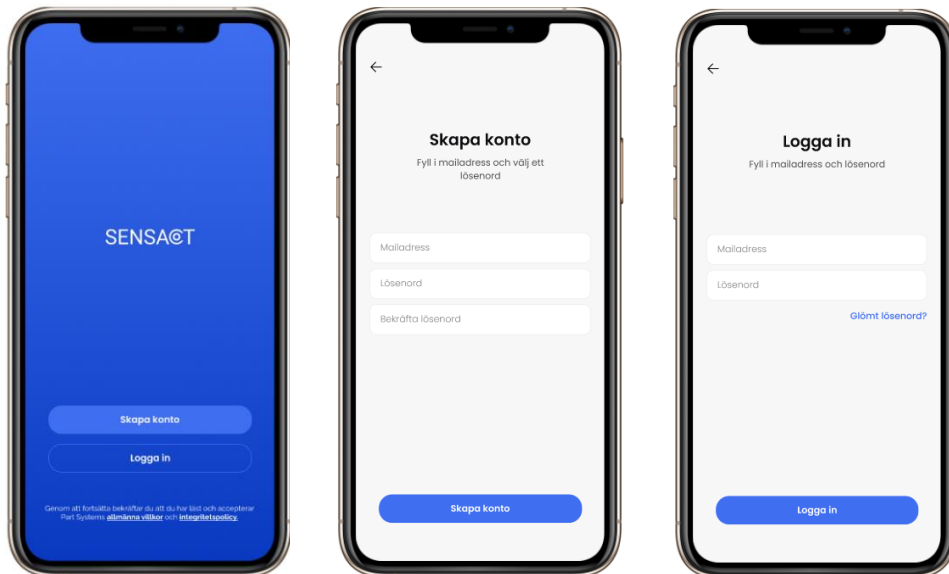 SENSACT
Skapa konto
Logga in
Genom att fortsätta bekräftar du att du har läst och accepterar
Part Systems allmänna villkor och integritetspolicy.
Skapa konto
Fyll i mailadress och välj ett
lösenord
Mailadress
Lösenord
Bekräfta lösenord
Skapa konto
Logga in
Fyll i mailadress och lösenord
Mailadress
Lösenord
Glömt lösenord?
Logga in